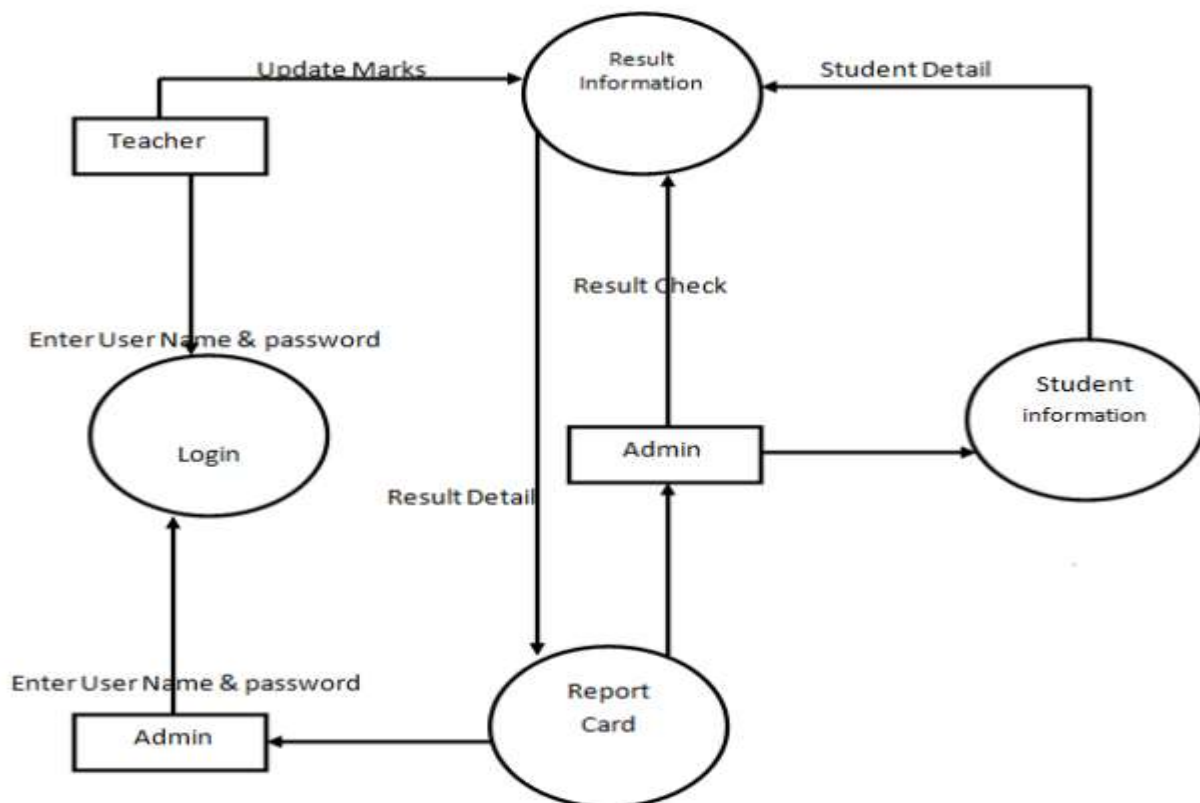 Result
Information
Update Marks
Student Detail
Teacher
Result Check
Enter User Name & password
Student
information
Login
Admin
Result Detail
Enter User Name & password
Report
Card
Admin